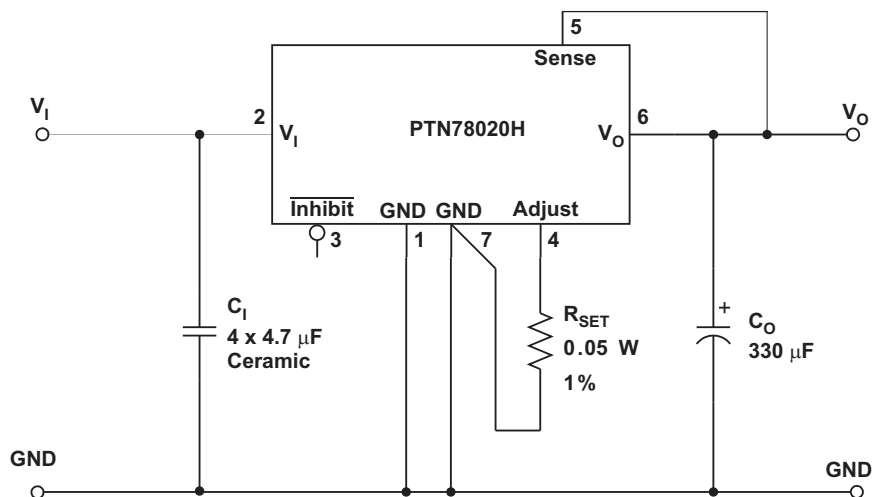 5
Sense
V_I
2
V_I
PTN78020H
V_O
6
V_O
Inhibit
GND
GND
Adjust
3
1
7
4
C_I
4 x 4.7 μF
Ceramic
R_SET
0.05 W
1%
+
C_O
330 μF
GND
GND